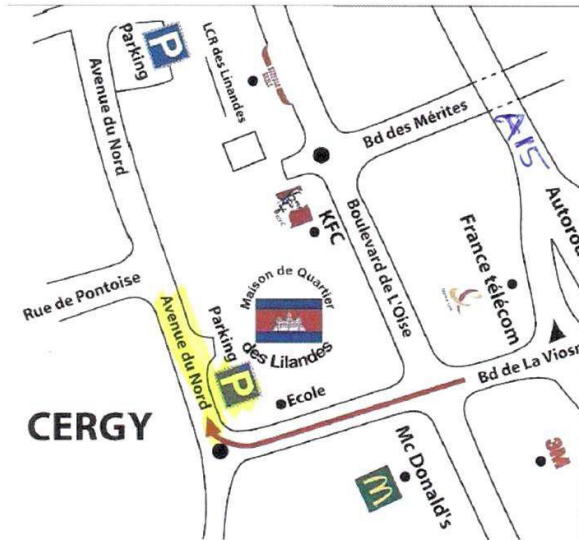 Parking
P
LCR des Linandes
Avenue du Nord
Bd des Mérites
A15
Autorou
KFC
Boulevard de L'Oise
France télécom
Maison de Quartier
des Lilandes
Rue de Pontoise
Avenue du Nord
Parking
P
Ecole
Bd de La Viosn
CERGY
Mc Donald's
M
3M